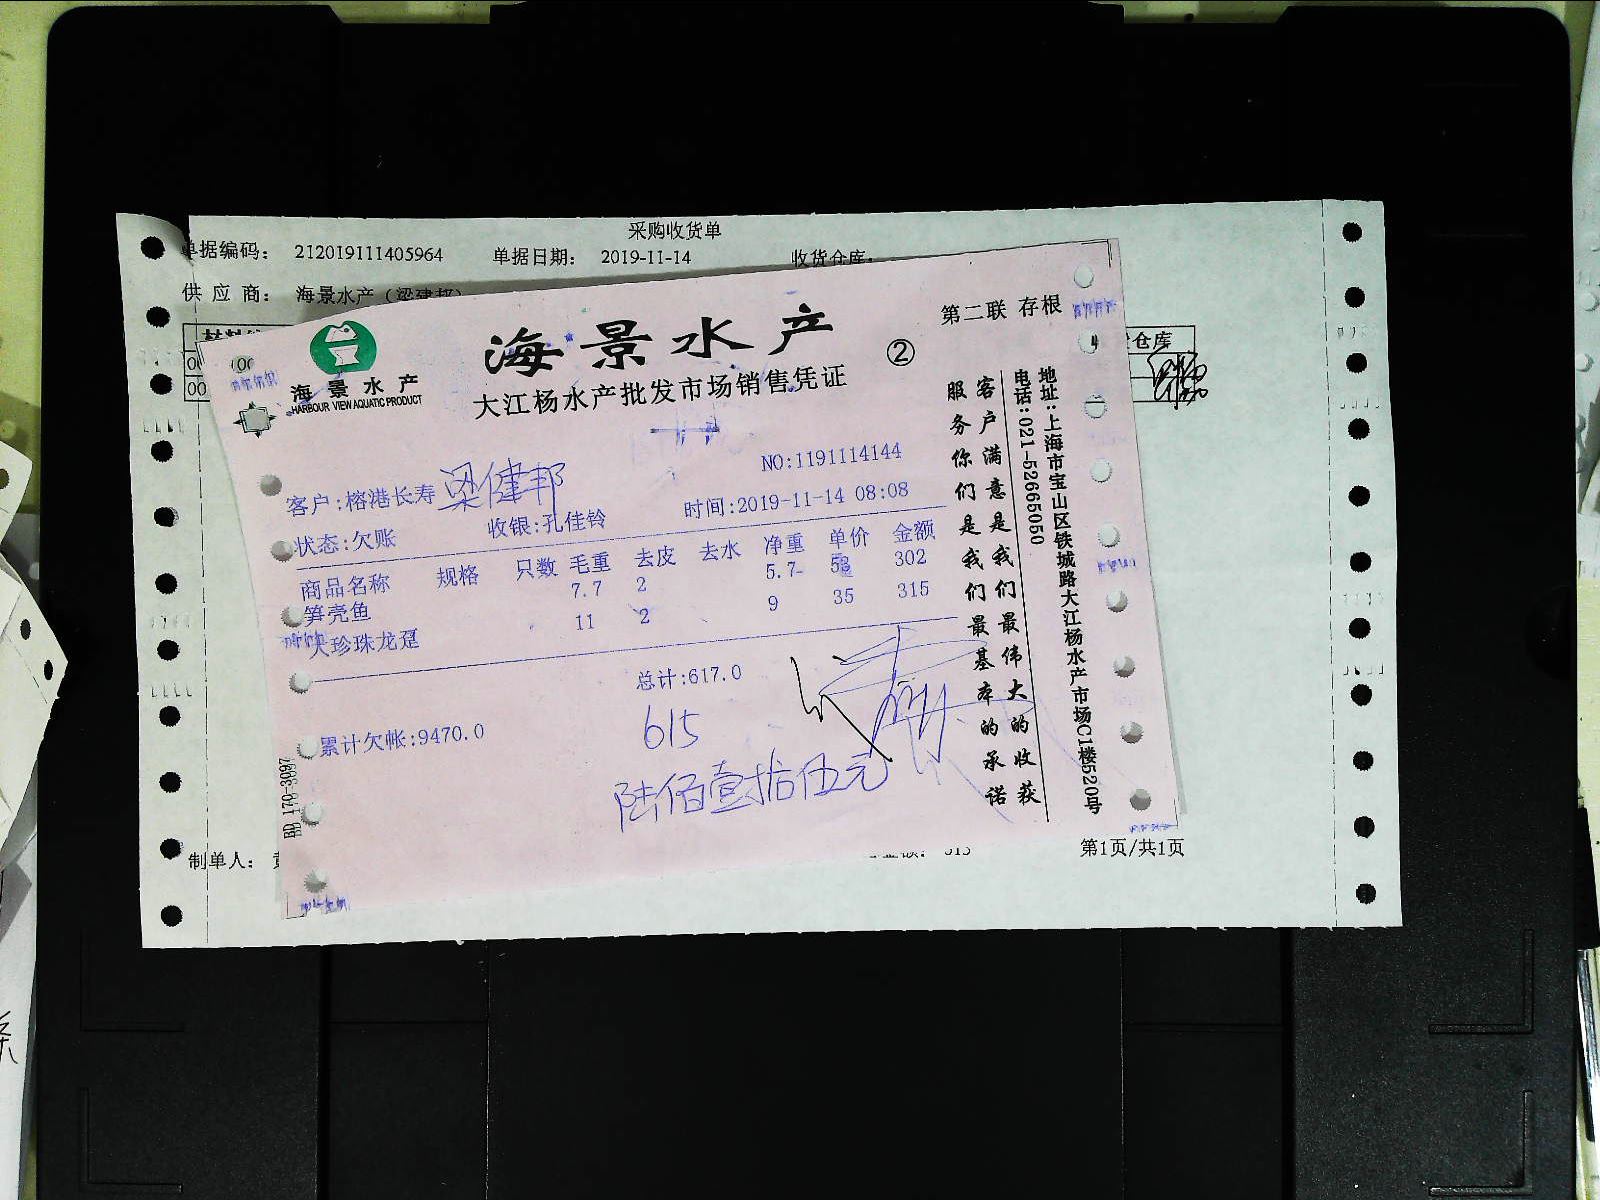 采购收货单
单据编码： 212019111405964 单据日期： 2019-11-14 收货仓库：
供 应 商： 海景水产（梁建邦）
仓库
00
00
海景水产
HARBOUR VIEW AQUATIC PRODUCT
海景水产
大江杨水产批发市场销售凭证
②
第二联 存根
NO:1191114144
客户:榕港长寿 梁健邦
时间:2019-11-14 08:08
状态:欠账 收银:孔佳铃
商品名称 规格 只数 毛重 去皮 去水 净重 单价 金额
笋壳鱼 7.7 2 5.7 53 302
大珍珠龙趸 11 2 9 35 315
总计:617.0
累计欠帐:9470.0
615
陆佰壹拾伍元
客户满意是我们最伟大的收获
服务你们是我们最基本的承诺
地址:上海市宝山区铁城路大江杨水产市场C1楼520号
电话:021-52665050
BD 170-3097
制单人：
第1页/共1页